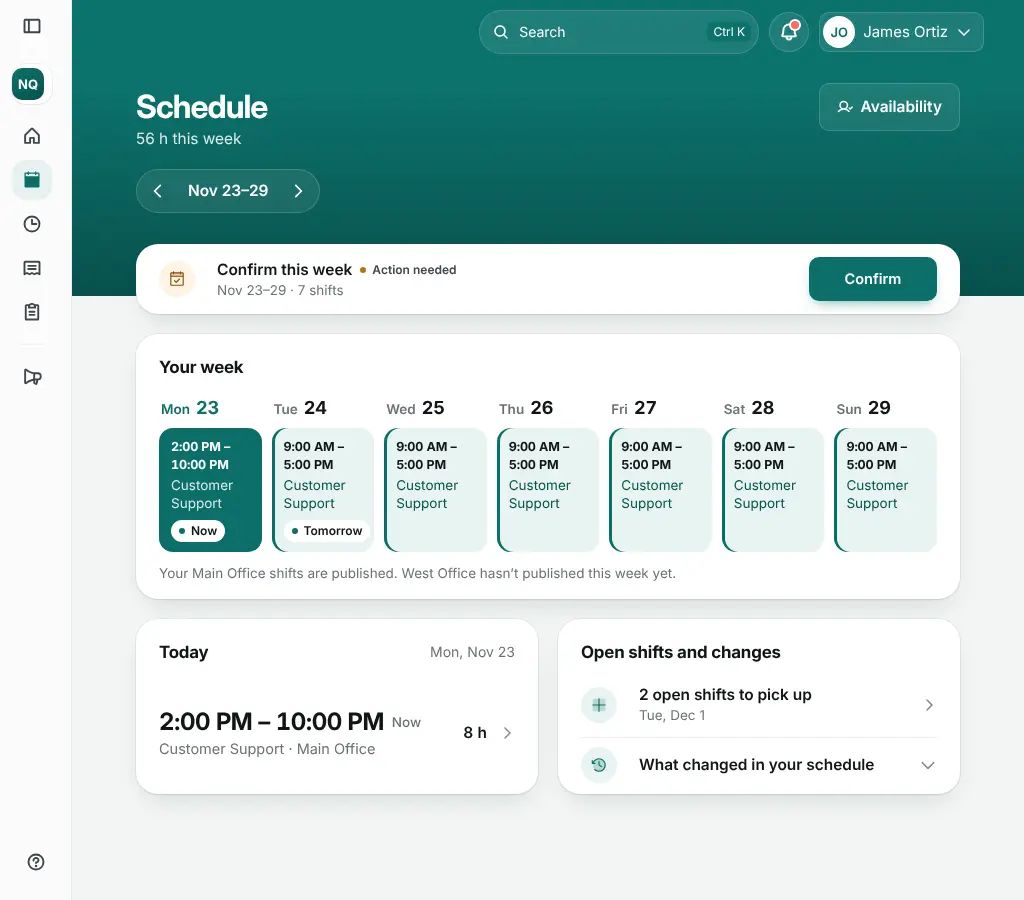 Search
Ctrl K
JO
James Ortiz
NQ
Schedule
56 h this week
Availability
Nov 23–29
Confirm this week
Action needed
Nov 23–29 · 7 shifts
Confirm
Your week
Mon 23
2:00 PM –
10:00 PM
Customer
Support
Now
Tue 24
9:00 AM –
5:00 PM
Customer
Support
Tomorrow
Wed 25
9:00 AM –
5:00 PM
Customer
Support
Thu 26
9:00 AM –
5:00 PM
Customer
Support
Fri 27
9:00 AM –
5:00 PM
Customer
Support
Sat 28
9:00 AM –
5:00 PM
Customer
Support
Sun 29
9:00 AM –
5:00 PM
Customer
Support
Your Main Office shifts are published. West Office hasn’t published this week yet.
Today
Mon, Nov 23
2:00 PM – 10:00 PM Now
Customer Support · Main Office
8 h
Open shifts and changes
2 open shifts to pick up
Tue, Dec 1
What changed in your schedule